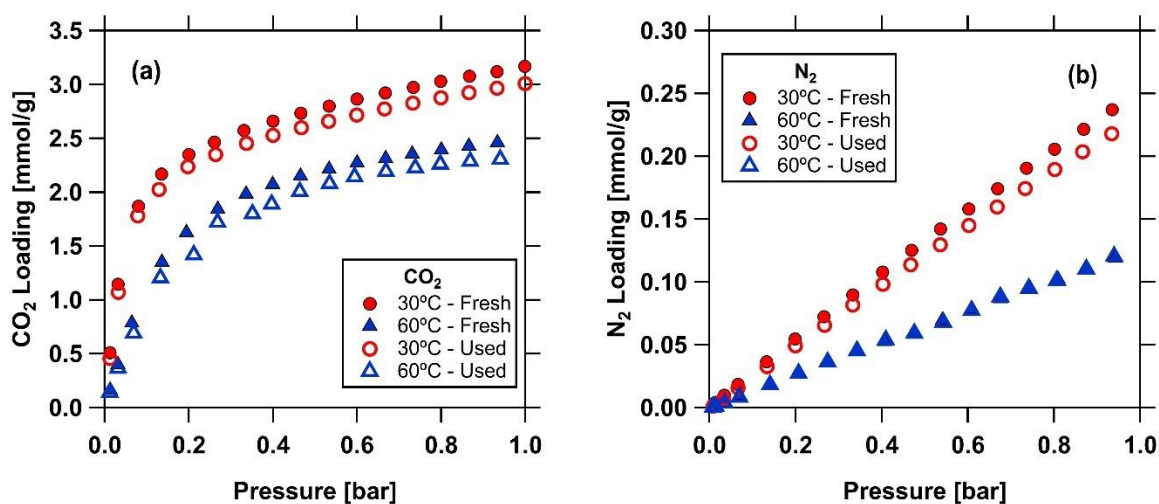 3.5
(a)
3.0
2.5
2.0
1.5
1.0
0.5
0.0
CO2 Loading [mmol/g]
CO2
30ºC - Fresh
60ºC - Fresh
30ºC - Used
60ºC - Used
0.0 0.2 0.4 0.6 0.8 1.0
Pressure [bar]
0.30
(b)
0.25
0.20
0.15
0.10
0.05
0.00
N2 Loading [mmol/g]
N2
30ºC - Fresh
60ºC - Fresh
30ºC - Used
60ºC - Used
0.0 0.2 0.4 0.6 0.8 1.0
Pressure [bar]